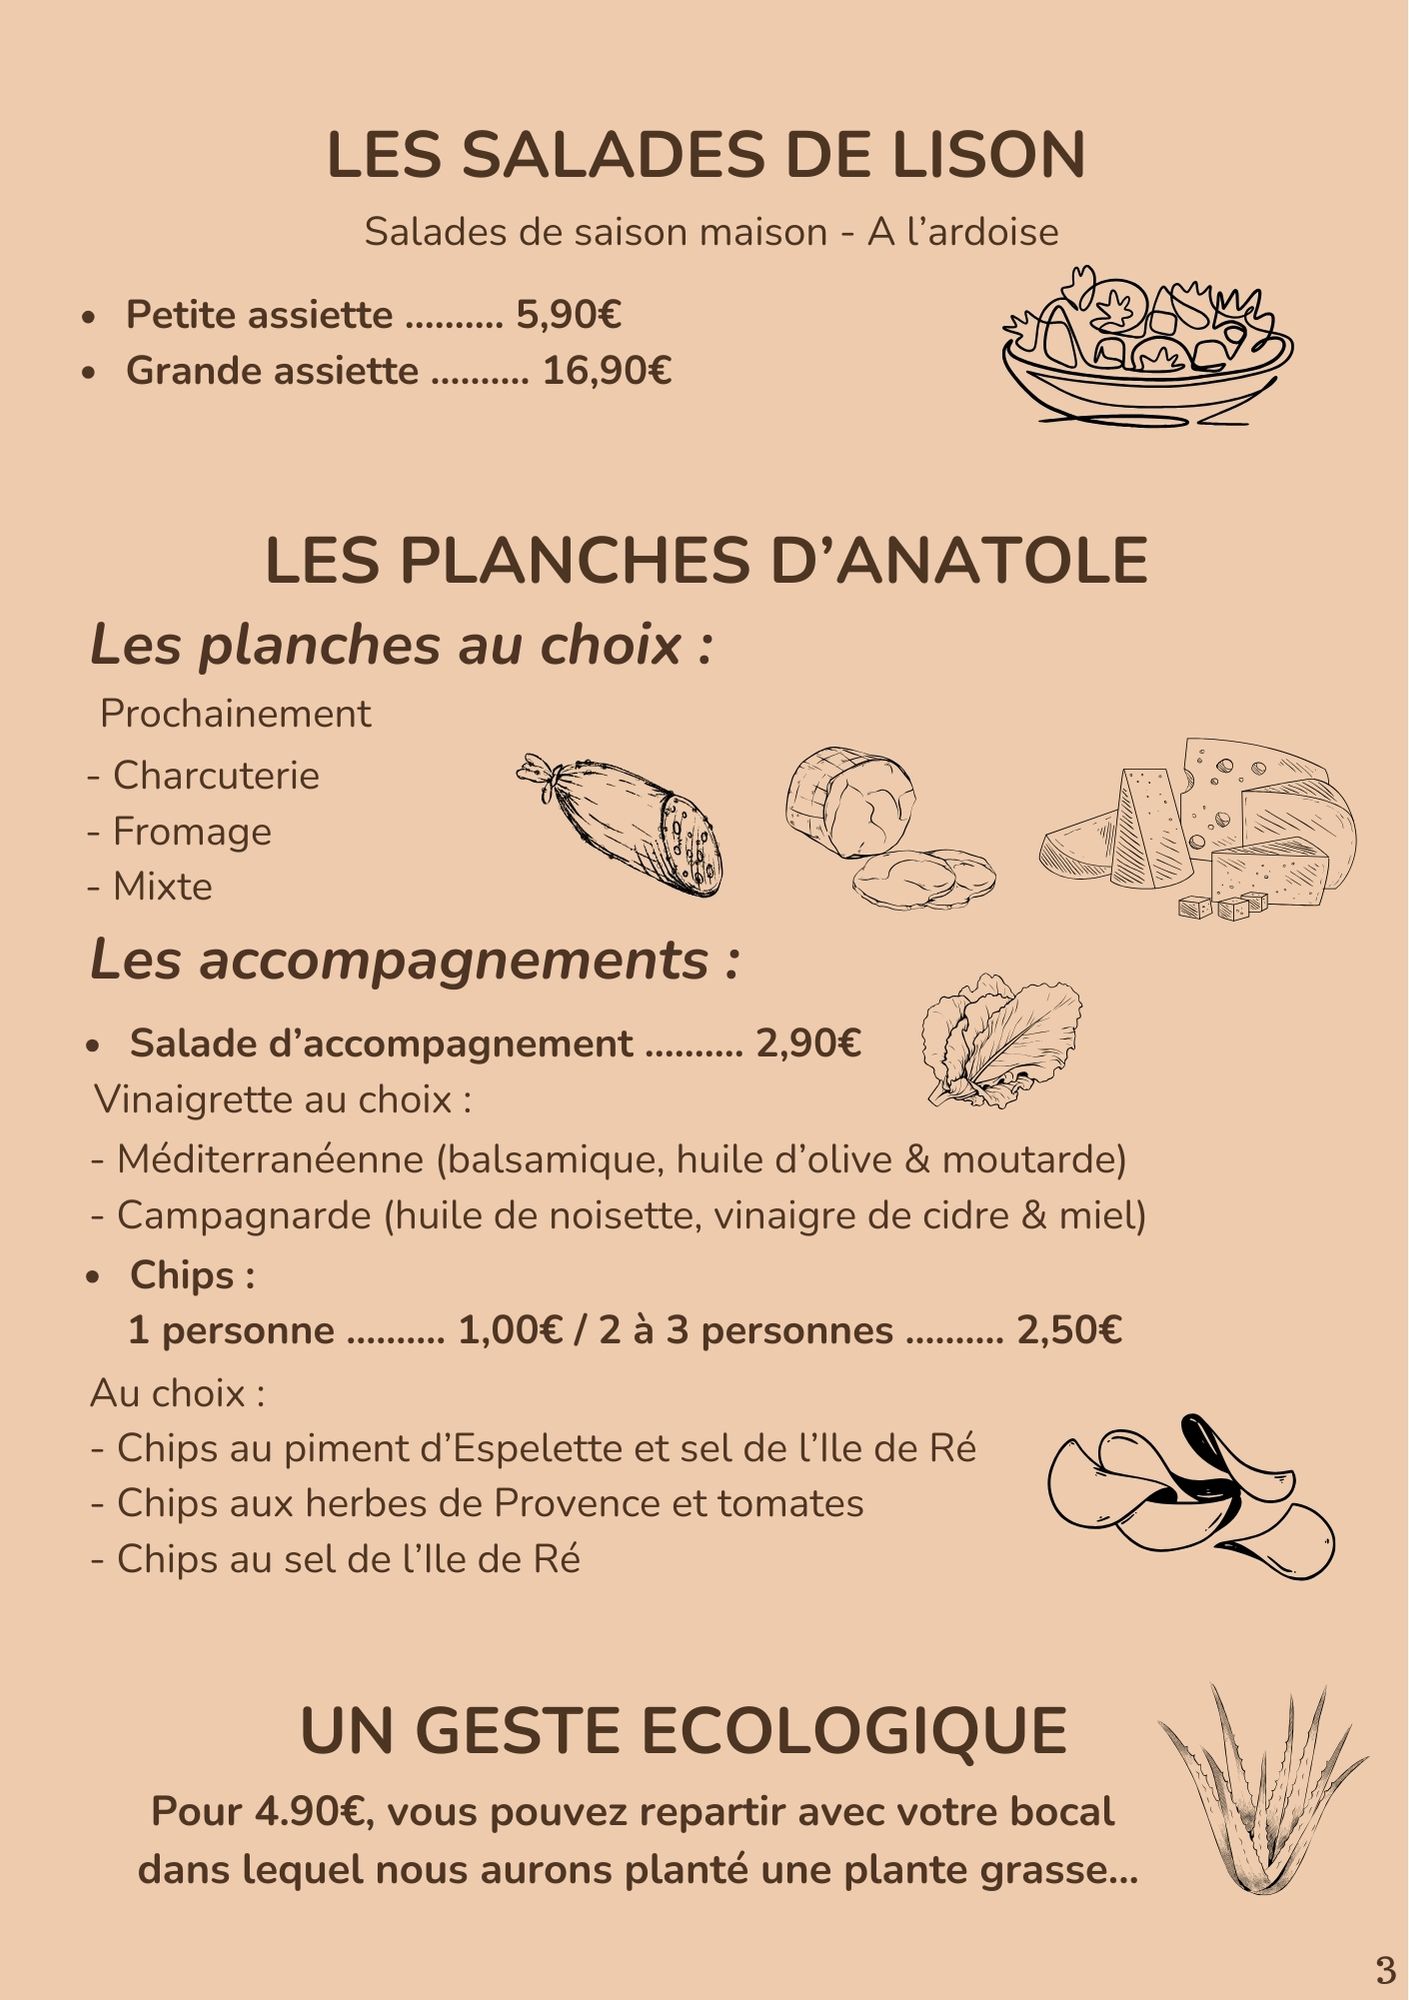 LES SALADES DE LISON
Salades de saison maison - A l’ardoise
• Petite assiette .......... 5,90€
• Grande assiette .......... 16,90€
LES PLANCHES D’ANATOLE
Les planches au choix :
Prochainement
- Charcuterie
- Fromage
- Mixte
Les accompagnements :
• Salade d’accompagnement .......... 2,90€
Vinaigrette au choix :
- Méditerranéenne (balsamique, huile d’olive & moutarde)
- Campagnarde (huile de noisette, vinaigre de cidre & miel)
• Chips :
1 personne .......... 1,00€ / 2 à 3 personnes .......... 2,50€
Au choix :
- Chips au piment d’Espelette et sel de l’Ile de Ré
- Chips aux herbes de Provence et tomates
- Chips au sel de l’Ile de Ré
UN GESTE ECOLOGIQUE
Pour 4.90€, vous pouvez repartir avec votre bocal
dans lequel nous aurons planté une plante grasse...
3